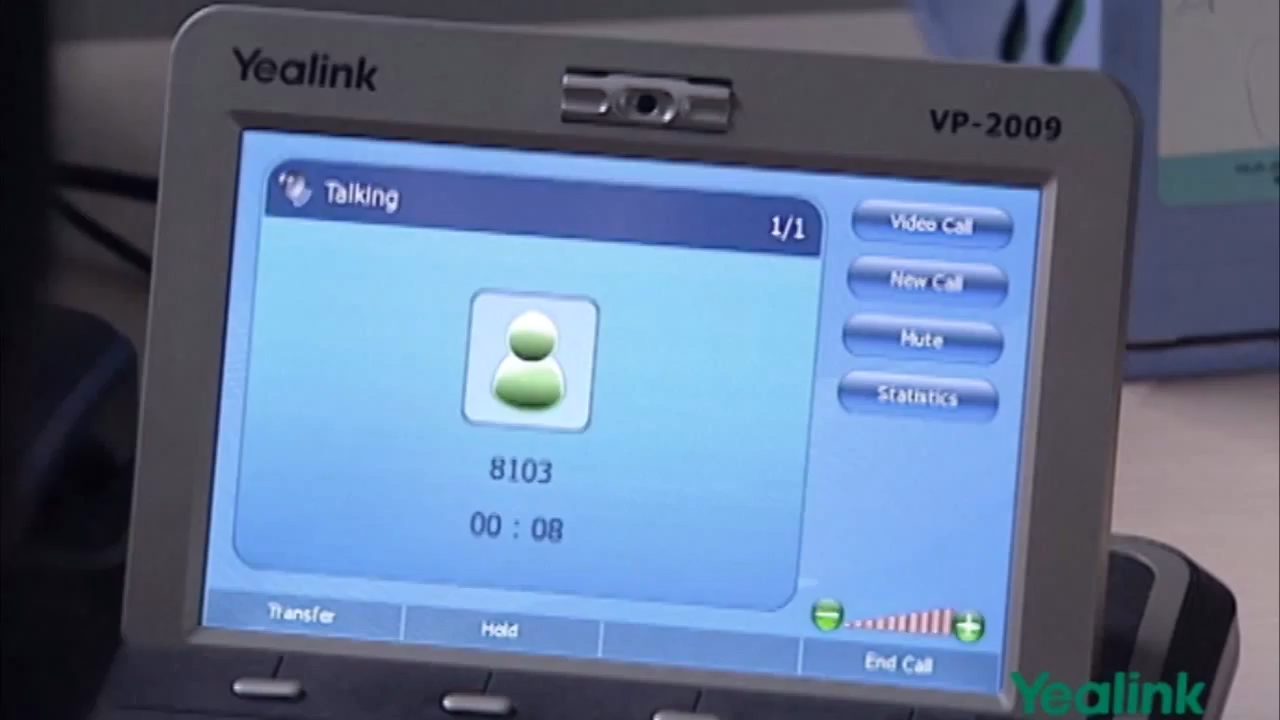 Yealink
VP-2009
Talking
1/1
Video Call
New Call
Mute
Statistics
8103
00 : 08
Transfer
Hold
End Call
Yealink